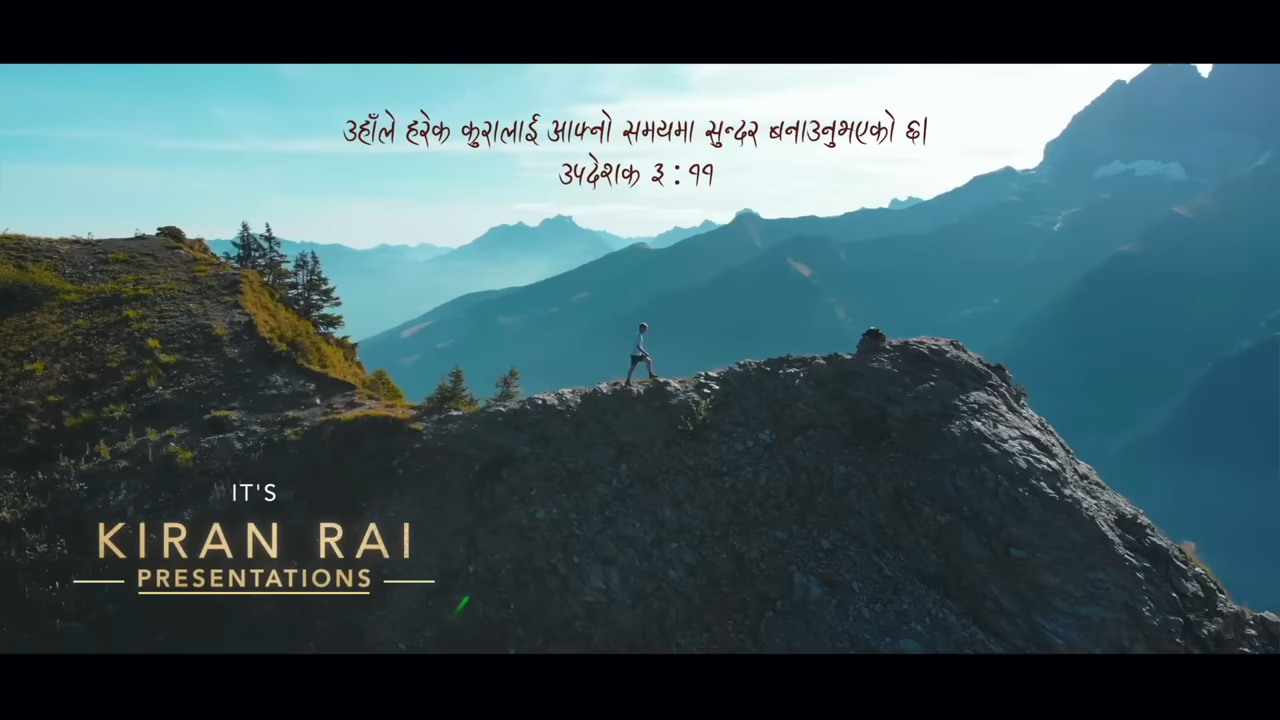 उहाँले हरेक कुरालाई आफ्नो समयमा सुन्दर बनाउनुभएको छ।
उपदेशक ३ : ११
IT'S
KIRAN RAI
PRESENTATIONS